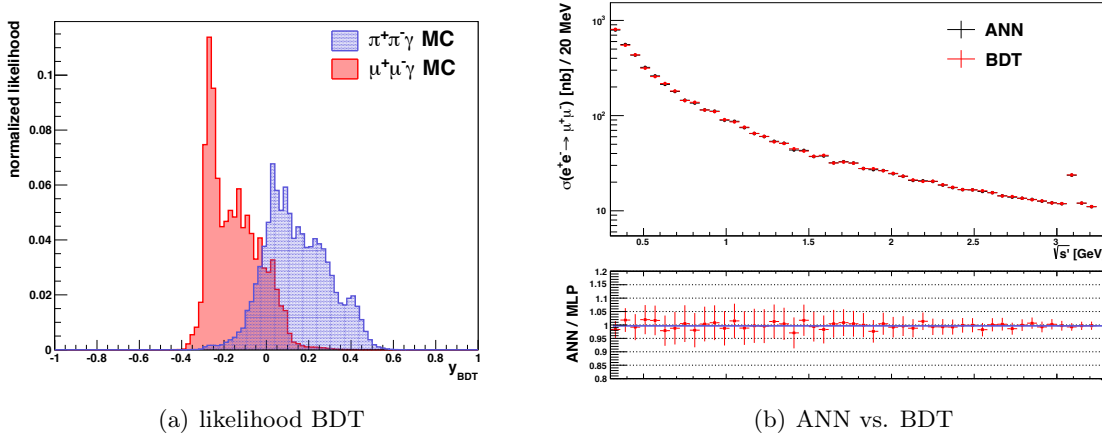 normalized likelihood
0.1
0.08
0.06
0.04
0.02
0
π⁺π⁻γ MC
μ⁺μ⁻γ MC
-1 -0.8 -0.6 -0.4 -0.2 0 0.2 0.4 0.6 0.8 1
y_BDT
(a) likelihood BDT
σ(e⁺e⁻→ μ⁺μ⁻) [nb] / 20 MeV
10³
10²
10
ANN
BDT
0.5 1 1.5 2 2.5 3
√s' [GeV]
ANN / MLP
1.2
1.15
1.1
1.05
1
0.95
0.90
0.85
0.8
(b) ANN vs. BDT